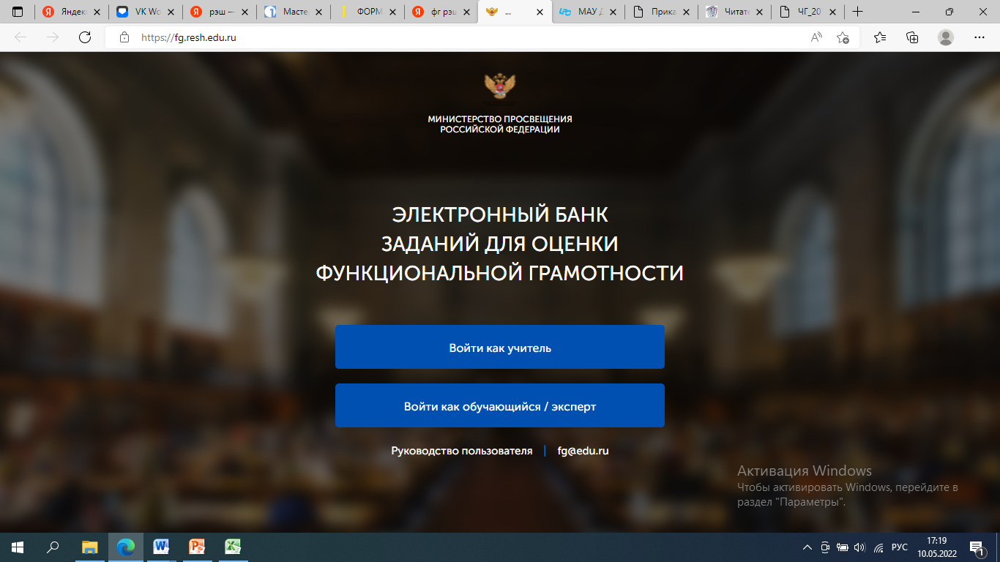 Яндекс
VK Wo
рэш —
Масте
ФОРМ
фг рэш
...
МАУ Д
Прика
Читат
ЧГ_20
https://fg.resh.edu.ru
МИНИСТЕРСТВО ПРОСВЕЩЕНИЯ
РОССИЙСКОЙ ФЕДЕРАЦИИ
ЭЛЕКТРОННЫЙ БАНК
ЗАДАНИЙ ДЛЯ ОЦЕНКИ
ФУНКЦИОНАЛЬНОЙ ГРАМОТНОСТИ
Войти как учитель
Войти как обучающийся / эксперт
Руководство пользователя | fg@edu.ru
Активация Windows
Чтобы активировать Windows, перейдите в
раздел "Параметры".
РУС
17:19
10.05.2022
1